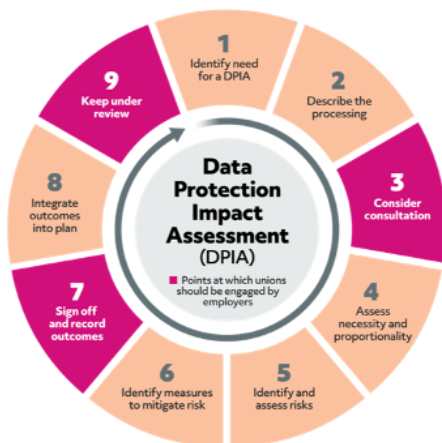 Data
Protection
Impact
Assessment
(DPIA)
Points at which unions
should be engaged by
employers
1
Identify need
for a DPIA
2
Describe the
processing
3
Consider
consultation
4
Assess
necessity and
proportionality
5
Identify and
assess risks
6
Identify measures
to mitigate risk
7
Sign off
and record
outcomes
8
Integrate
outcomes
into plan
9
Keep under
review